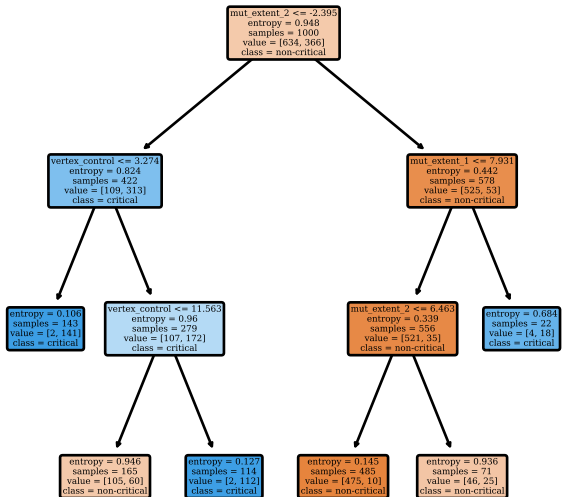 mut_extent_2 <= -2.395
entropy = 0.948
samples = 1000
value = [634, 366]
class = non-critical
vertex_control <= 3.274
entropy = 0.824
samples = 422
value = [109, 313]
class = critical
mut_extent_1 <= 7.931
entropy = 0.442
samples = 578
value = [525, 53]
class = non-critical
entropy = 0.106
samples = 143
value = [2, 141]
class = critical
vertex_control <= 11.563
entropy = 0.96
samples = 279
value = [107, 172]
class = critical
mut_extent_2 <= 6.463
entropy = 0.339
samples = 556
value = [521, 35]
class = non-critical
entropy = 0.684
samples = 22
value = [4, 18]
class = critical
entropy = 0.946
samples = 165
value = [105, 60]
class = non-critical
entropy = 0.127
samples = 114
value = [2, 112]
class = critical
entropy = 0.145
samples = 485
value = [475, 10]
class = non-critical
entropy = 0.936
samples = 71
value = [46, 25]
class = non-critical